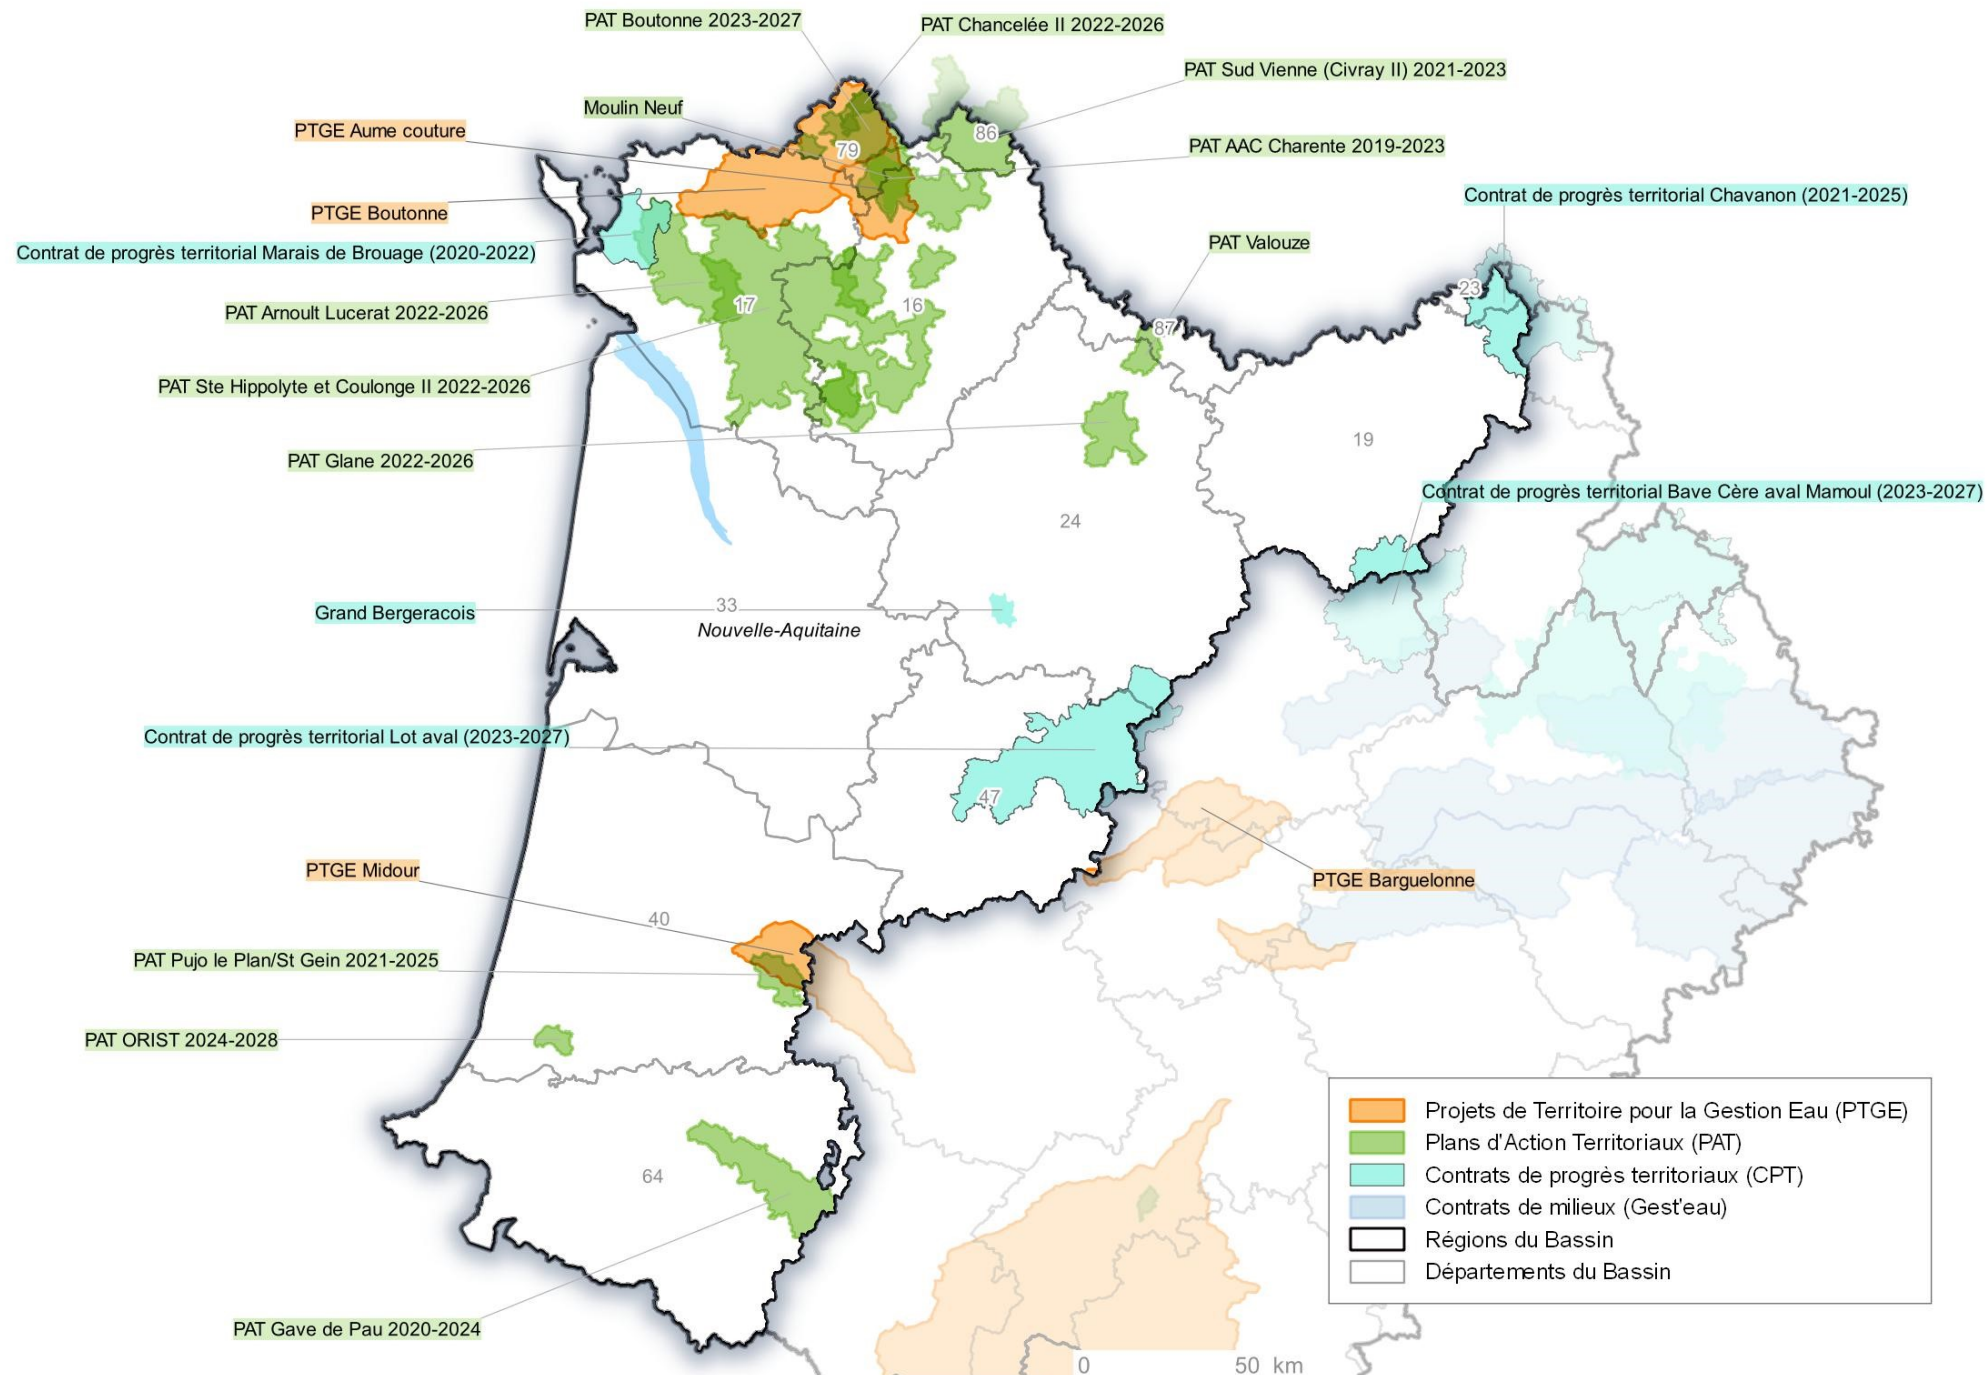 PAT Boutonne 2023-2027
PAT Chancelée II 2022-2026
PAT Sud Vienne (Civray II) 2021-2023
Moulin Neuf
PTGE Aume couture
86
79
PAT AAC Charente 2019-2023
Contrat de progrès territorial Chavanon (2021-2025)
PTGE Boutonne
PAT Valouze
Contrat de progrès territorial Marais de Brouage (2020-2022)
23
PAT Arnoult Lucerat 2022-2026
17
16
87
PAT Ste Hippolyte et Coulonge II 2022-2026
19
PAT Glane 2022-2026
Contrat de progrès territorial Bave Cère aval Mamoul (2023-2027)
24
33
Grand Bergeracois
Nouvelle-Aquitaine
Contrat de progrès territorial Lot aval (2023-2027)
47
PTGE Midour
PTGE Barguelonne
40
PAT Pujo le Plan/St Gein 2021-2025
PAT ORIST 2024-2028
64
PAT Gave de Pau 2020-2024
Projets de Territoire pour la Gestion Eau (PTGE)
Plans d'Action Territoriaux (PAT)
Contrats de progrès territoriaux (CPT)
Contrats de milieux (Gest'eau)
Régions du Bassin
Départements du Bassin
0 50 km